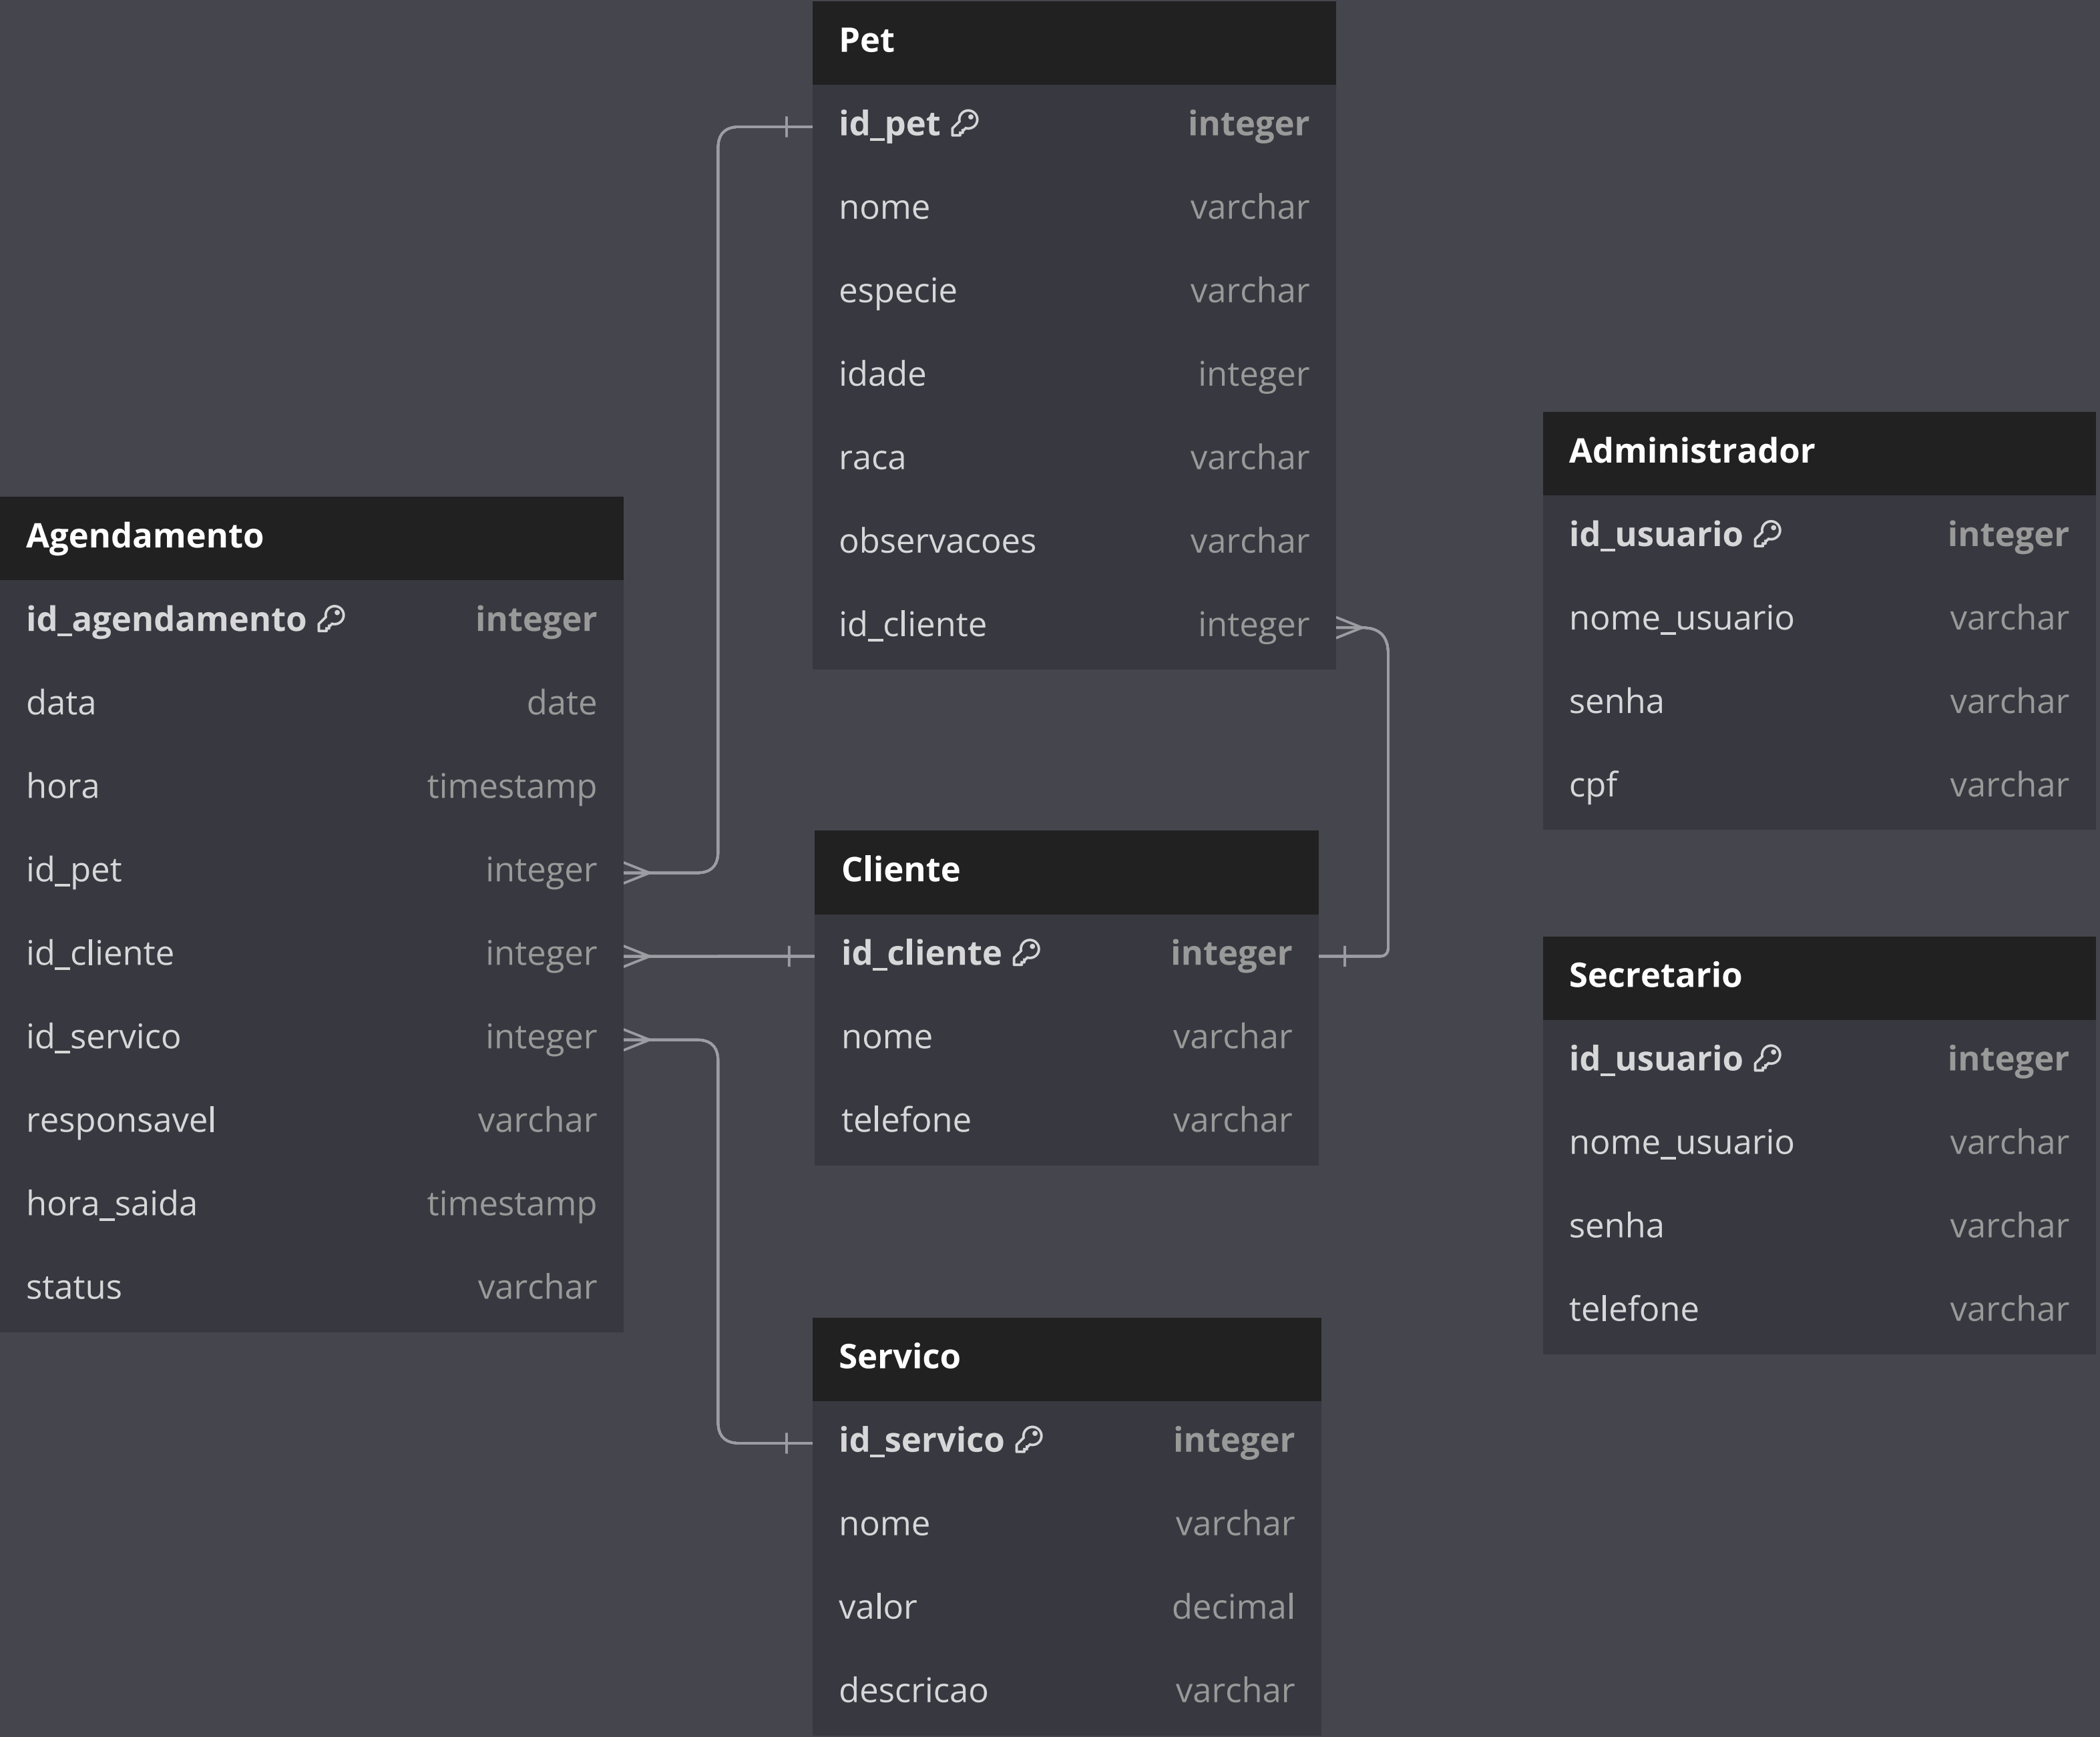 Pet
id_pet integer
nome varchar
especie varchar
idade integer
raca varchar
observacoes varchar
id_cliente integer
Agendamento
id_agendamento integer
data date
hora timestamp
id_pet integer
id_cliente integer
id_servico integer
responsavel varchar
hora_saida timestamp
status varchar
Cliente
id_cliente integer
nome varchar
telefone varchar
Servico
id_servico integer
nome varchar
valor decimal
descricao varchar
Administrador
id_usuario integer
nome_usuario varchar
senha varchar
cpf varchar
Secretario
id_usuario integer
nome_usuario varchar
senha varchar
telefone varchar